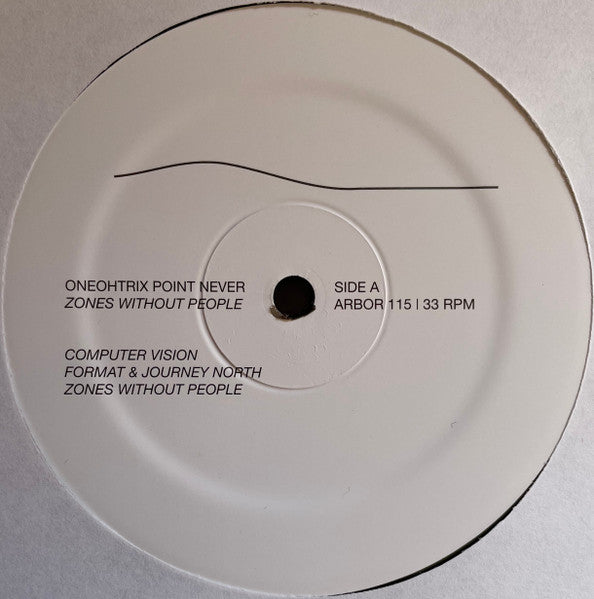 ONEOHTRIX POINT NEVER
ZONES WITHOUT PEOPLE
SIDE A
ARBOR 115 | 33 RPM
COMPUTER VISION
FORMAT & JOURNEY NORTH
ZONES WITHOUT PEOPLE